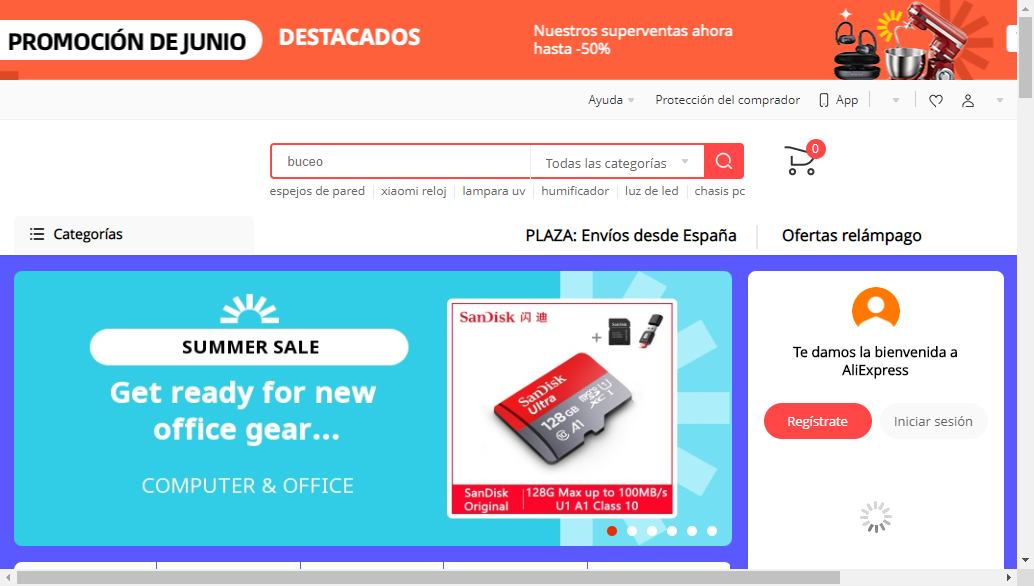 PROMOCIÓN DE JUNIO
DESTACADOS
Nuestros superventas ahora
hasta -50%
Ayuda
Protección del comprador
App
buceo
Todas las categorías
0
espejos de pared
xiaomi reloj
lampara uv
humificador
luz de led
chasis pc
Categorías
PLAZA: Envíos desde España
Ofertas relámpago
SUMMER SALE
Get ready for new
office gear...
COMPUTER & OFFICE
SanDisk 闪迪
SanDisk
Ultra
128 GB
microSD
XC I
A1
SanDisk
Original
128G Max up to 100MB/s
U1 A1 Class 10
Te damos la bienvenida a
AliExpress
Regístrate
Iniciar sesión